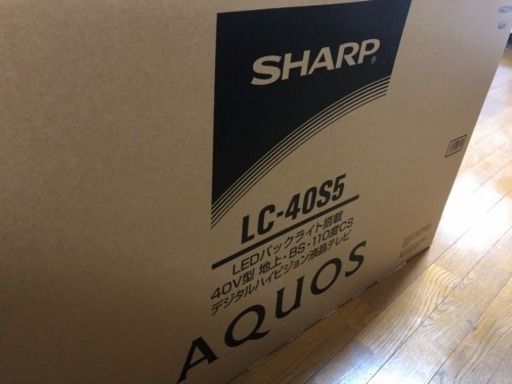 SHARP
LC-40S5
LEDバックライト搭載
40V型 地上・BS・110度CS
デジタルハイビジョン液晶テレビ
AQUOS